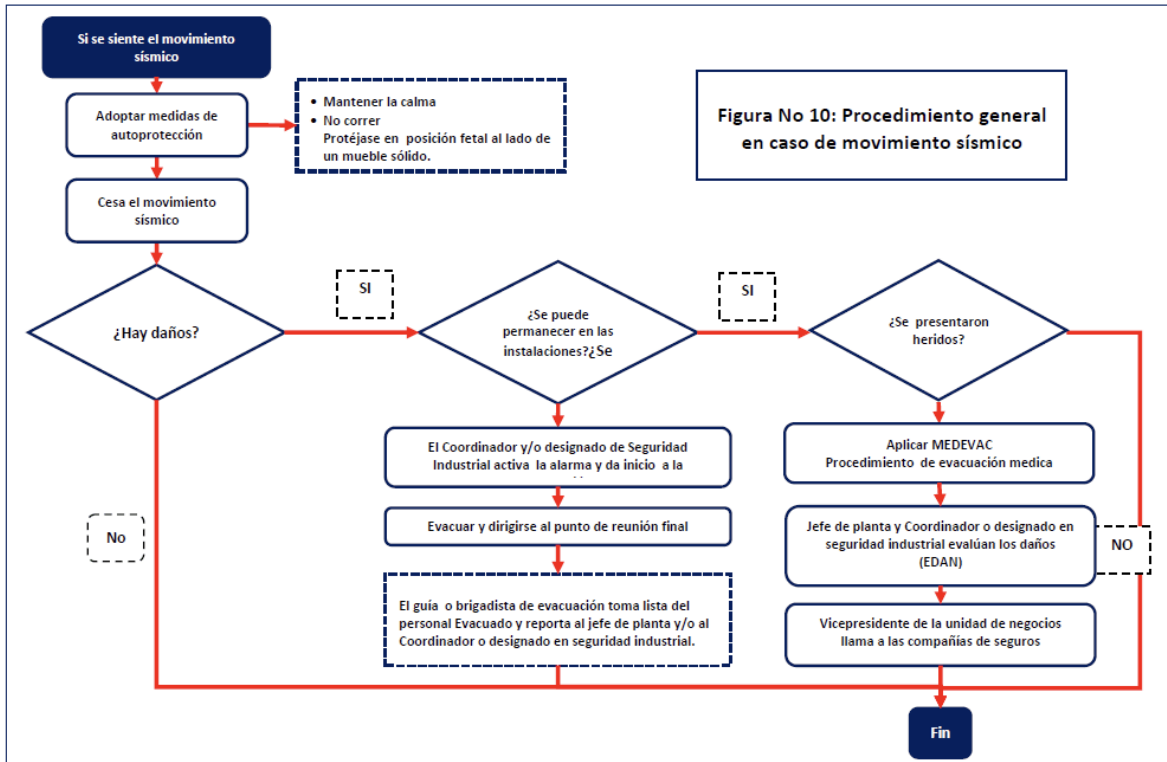 Si se siente el movimiento
sísmico
Adoptar medidas de
autoprotección
• Mantener la calma
• No correr
Protéjase en posición fetal al lado de
un mueble sólido.
Figura No 10: Procedimiento general
en caso de movimiento sísmico
Cesa el movimiento
sísmico
¿Hay daños?
SI
¿Se puede
permanecer en las
instalaciones?¿Se
SI
¿Se presentaron
heridos?
El Coordinador y/o designado de Seguridad
Industrial activa la alarma y da inicio a la
Evacuar y dirigirse al punto de reunión final
El guía o brigadista de evacuación toma lista del
personal Evacuado y reporta al jefe de planta y/o al
Coordinador o designado en seguridad industrial.
Aplicar MEDEVAC
Procedimiento de evacuación medica
Jefe de planta y Coordinador o designado en
seguridad industrial evalúan los daños
(EDAN)
Vicepresidente de la unidad de negocios
llama a las compañías de seguros
No
NO
Fin